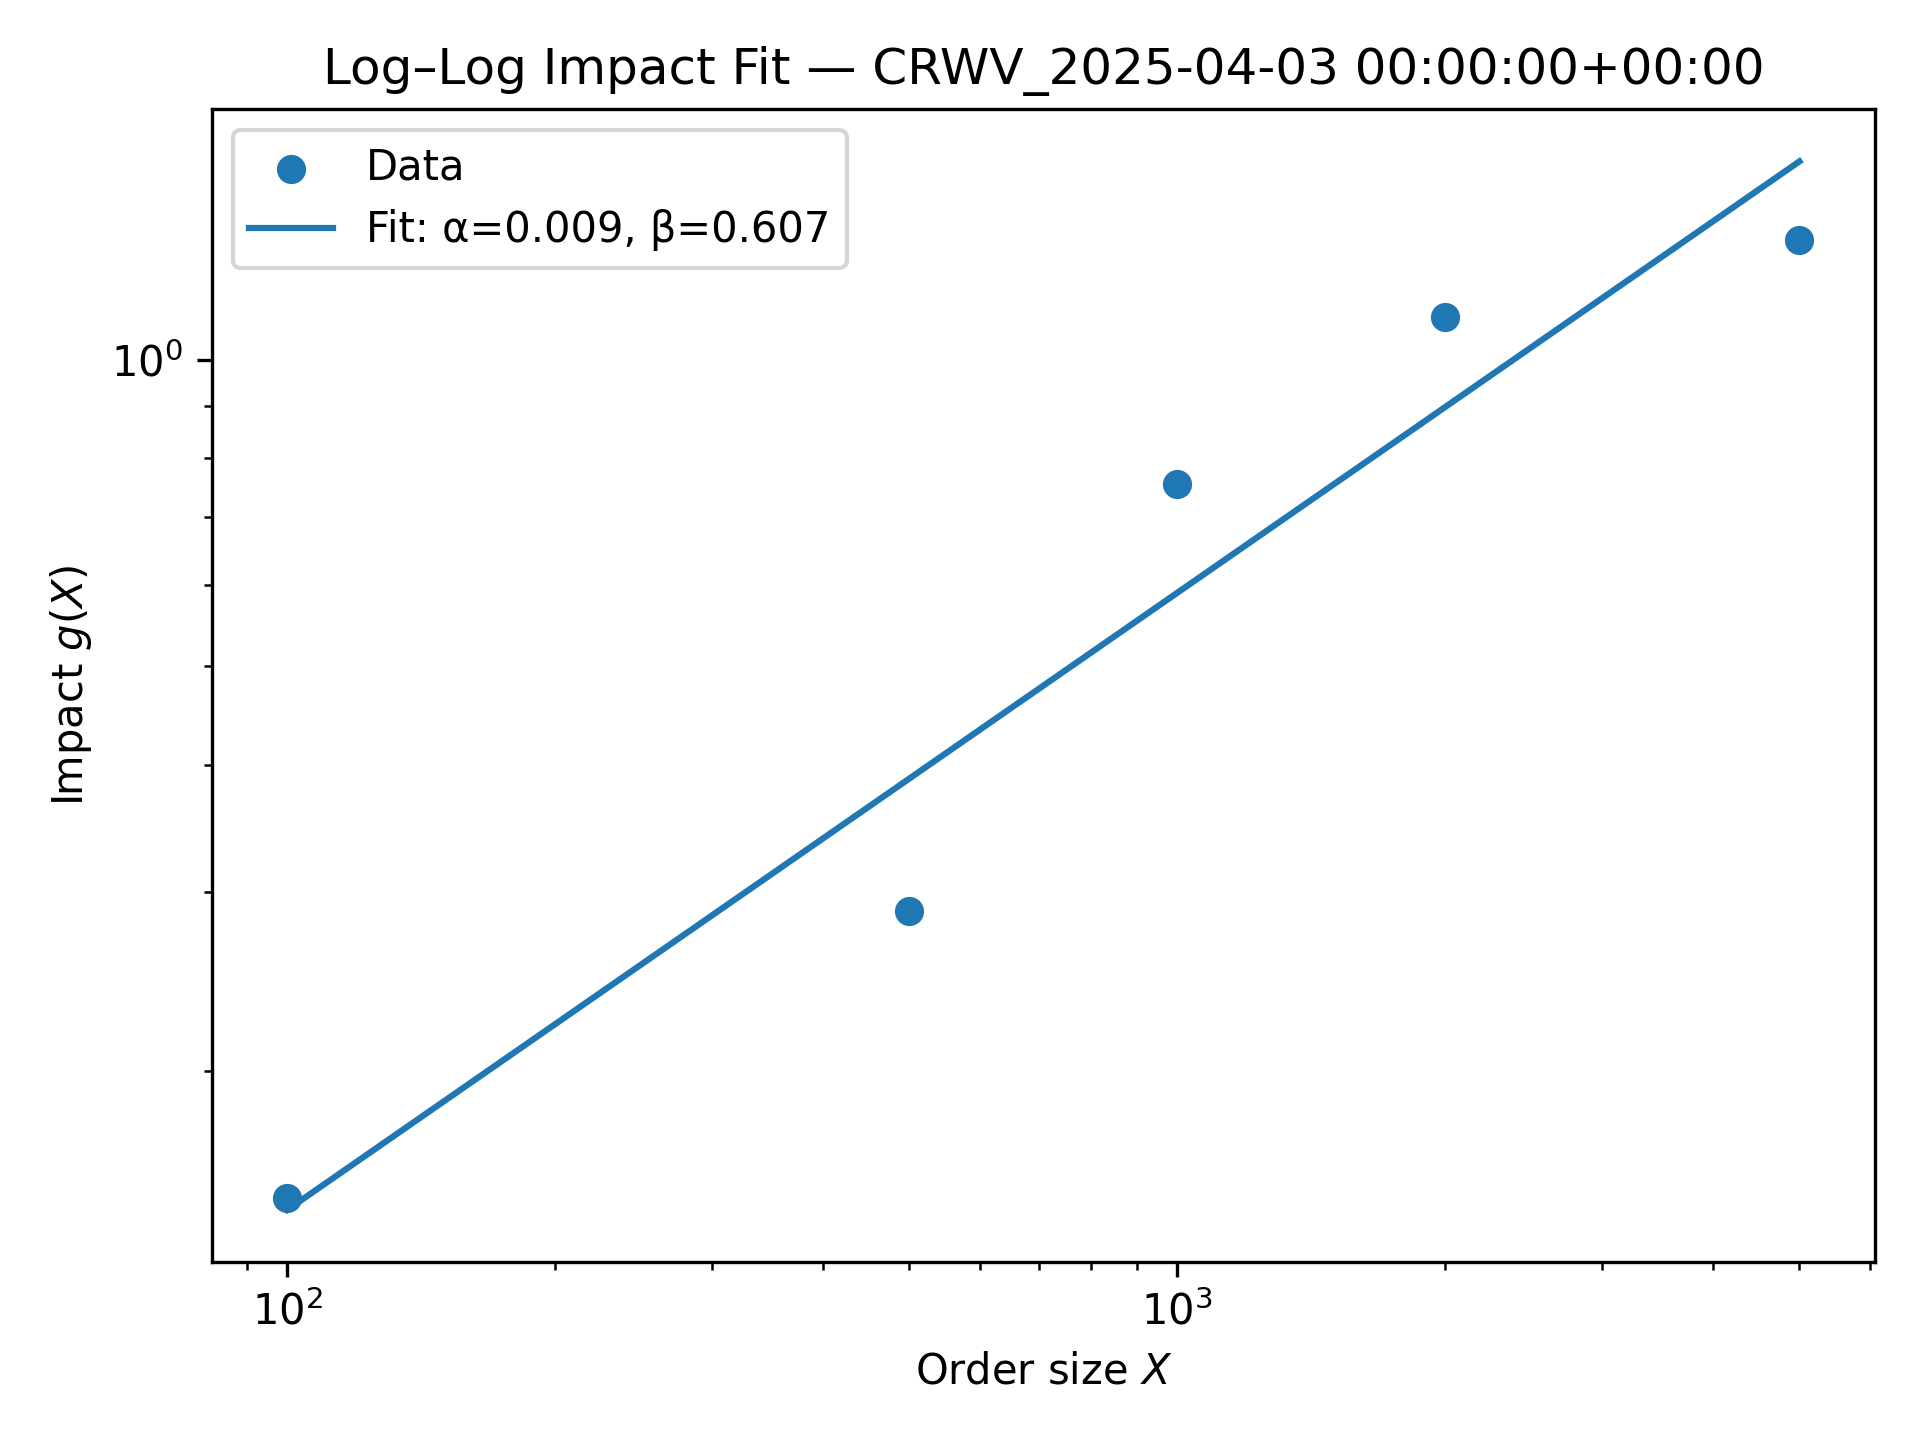 Log–Log Impact Fit — CRWV_2025-04-03 00:00:00+00:00
Data
Fit: α=0.009, β=0.607
10⁰
Impact g(X)
10² 10³
Order size X